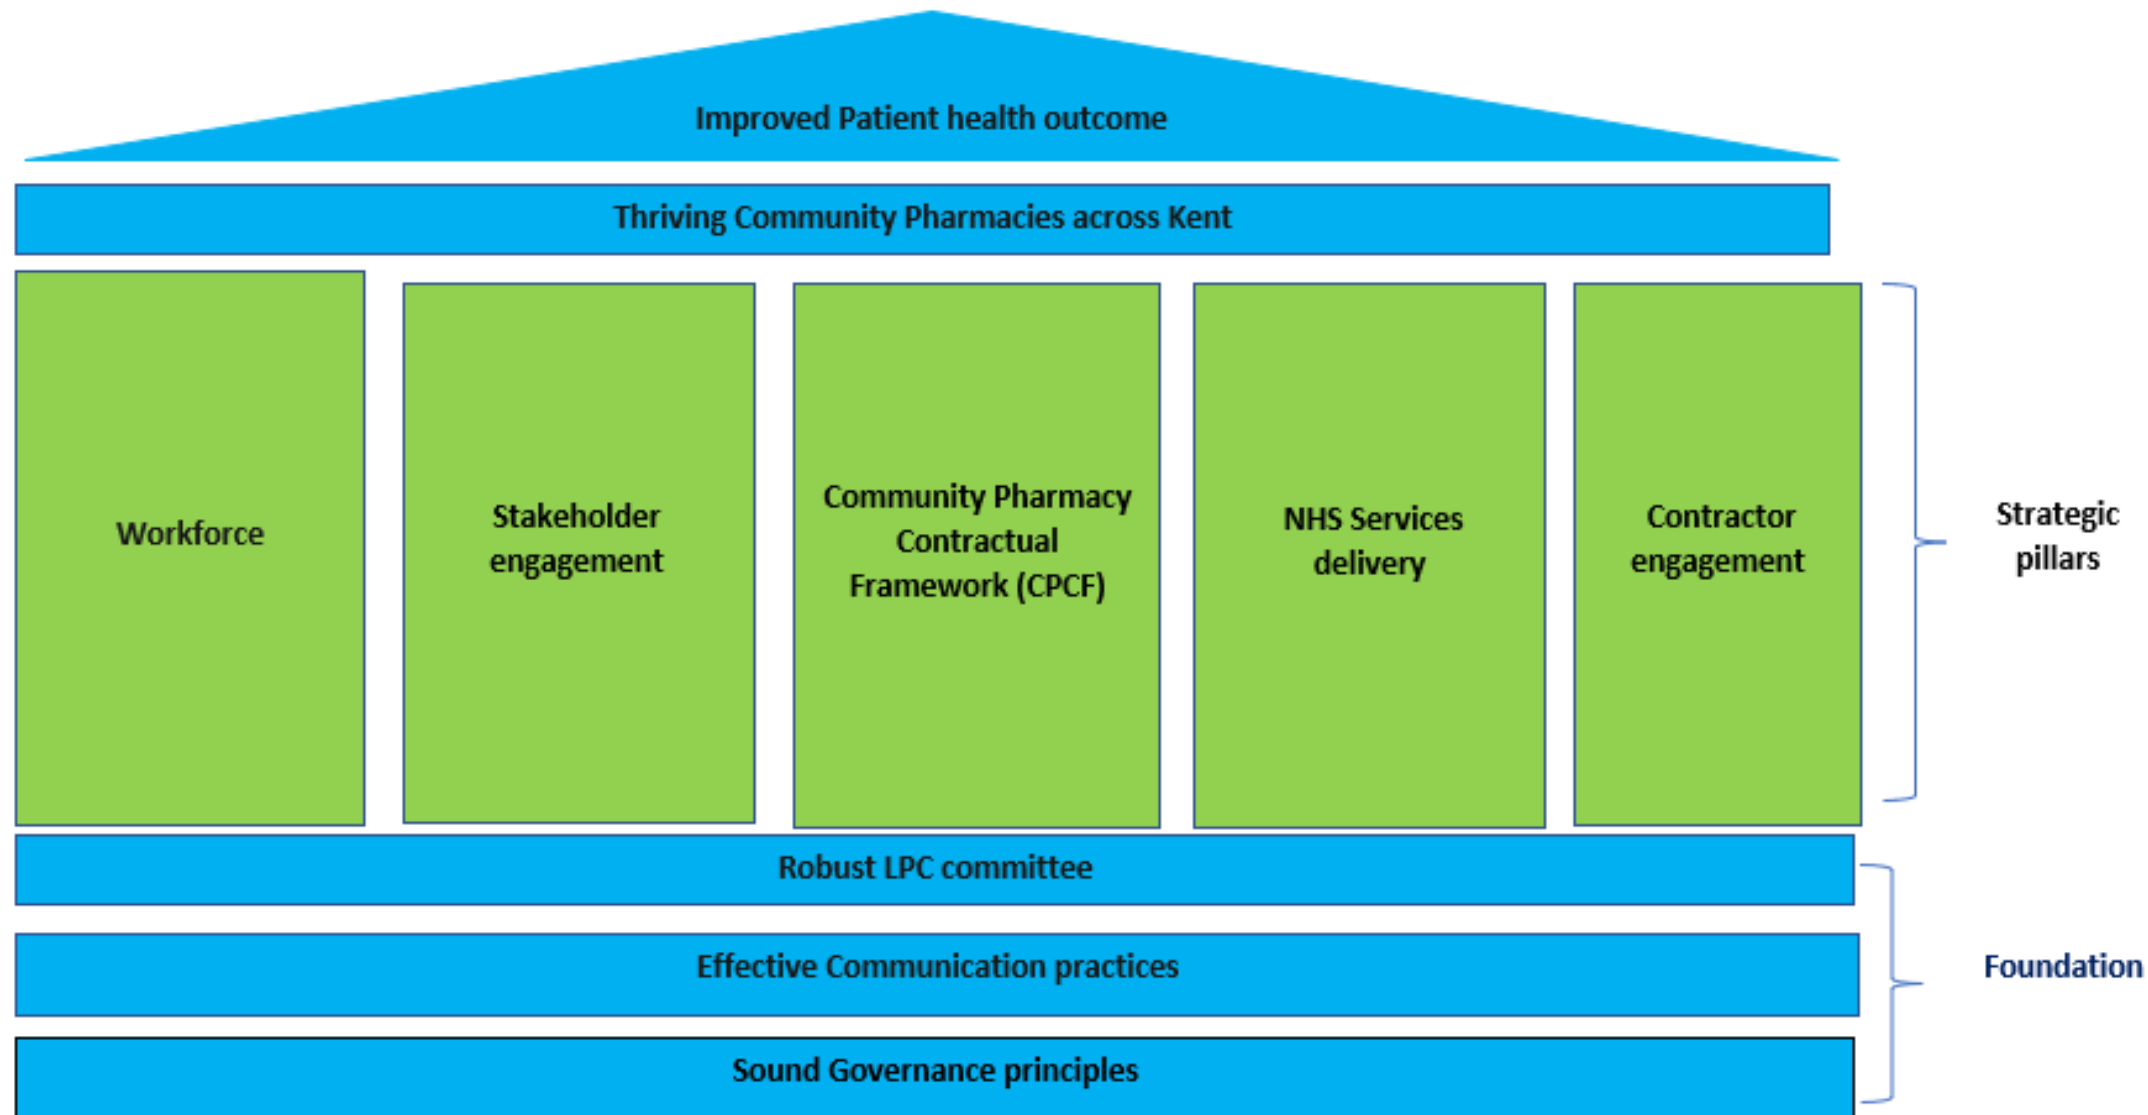 Improved Patient health outcome
Thriving Community Pharmacies across Kent
Workforce
Stakeholder
engagement
Community Pharmacy
Contractual
Framework (CPCF)
NHS Services
delivery
Contractor
engagement
Strategic
pillars
Robust LPC committee
Effective Communication practices
Foundation
Sound Governance principles